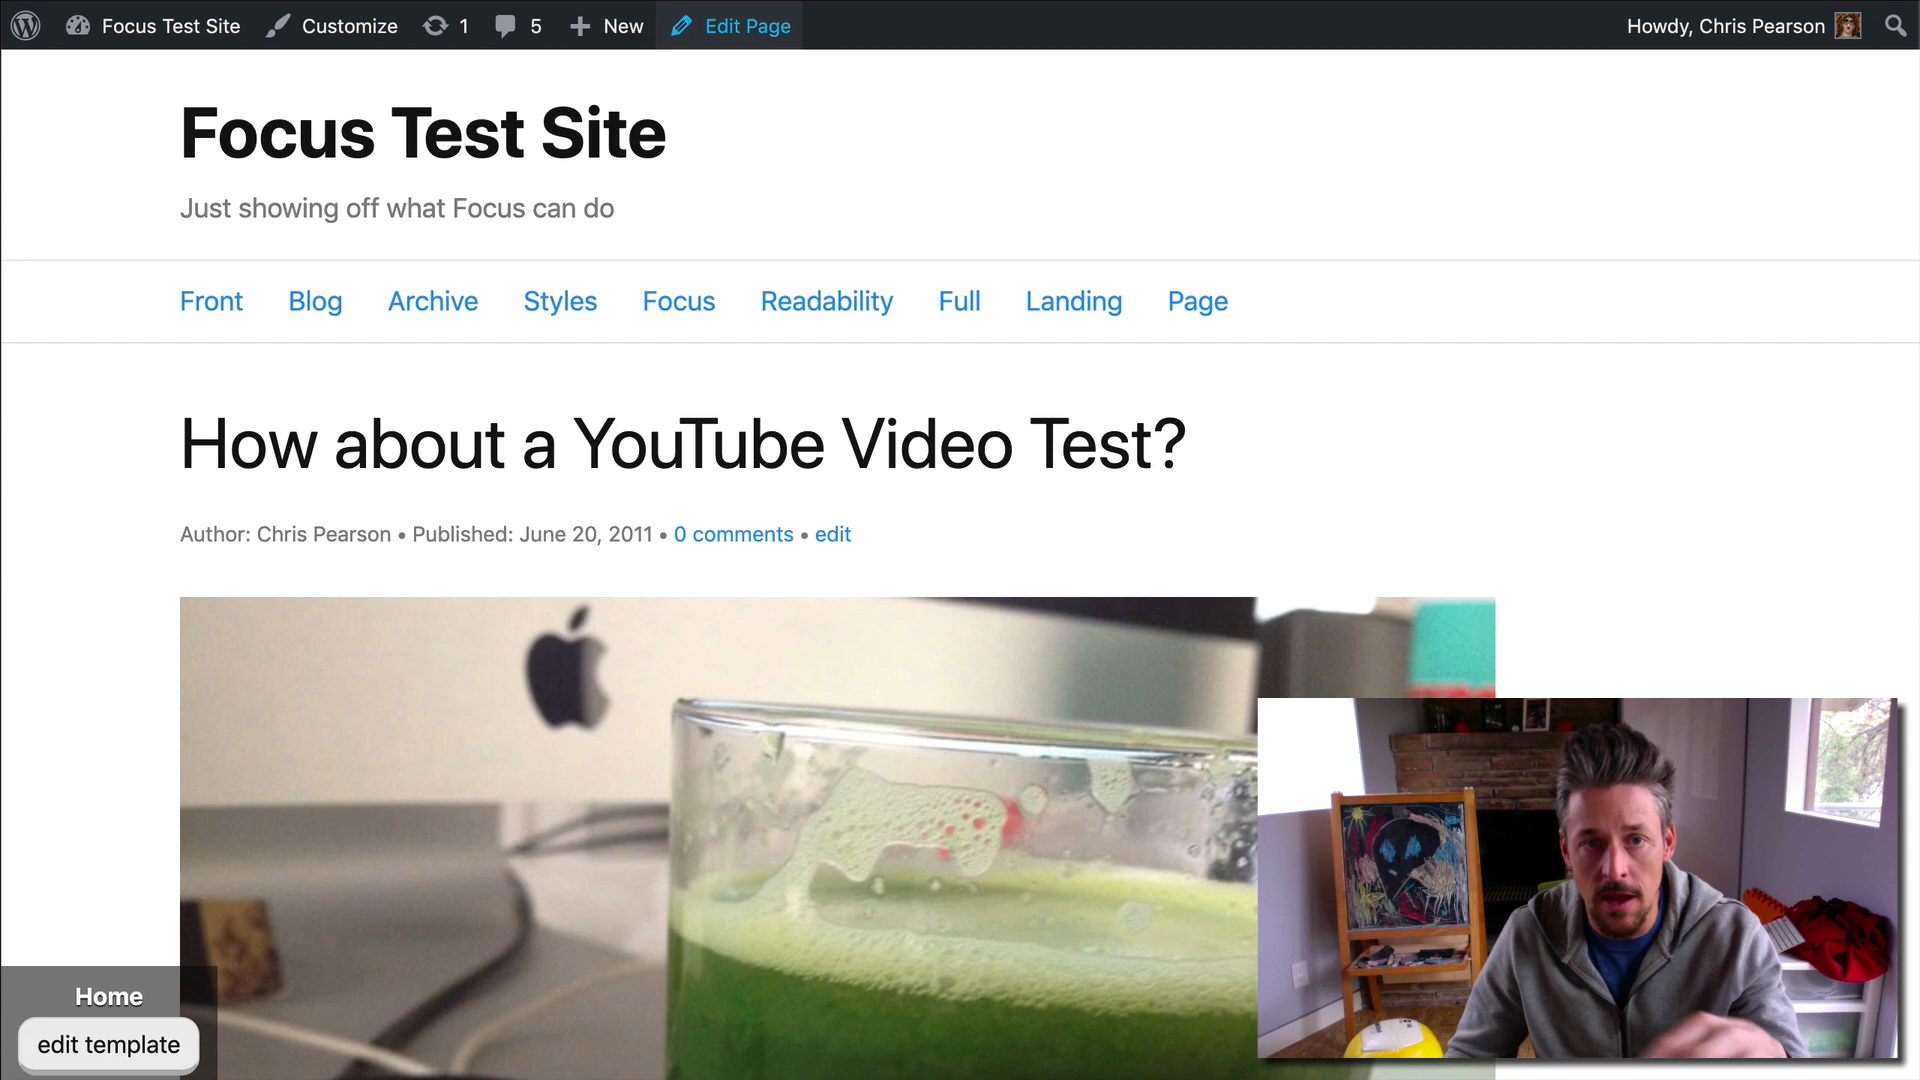 Focus Test Site Customize 1 5 New Edit Page Howdy, Chris Pearson
Focus Test Site
Just showing off what Focus can do
Front Blog Archive Styles Focus Readability Full Landing Page
How about a YouTube Video Test?
Author: Chris Pearson • Published: June 20, 2011 • 0 comments • edit
Home
edit template